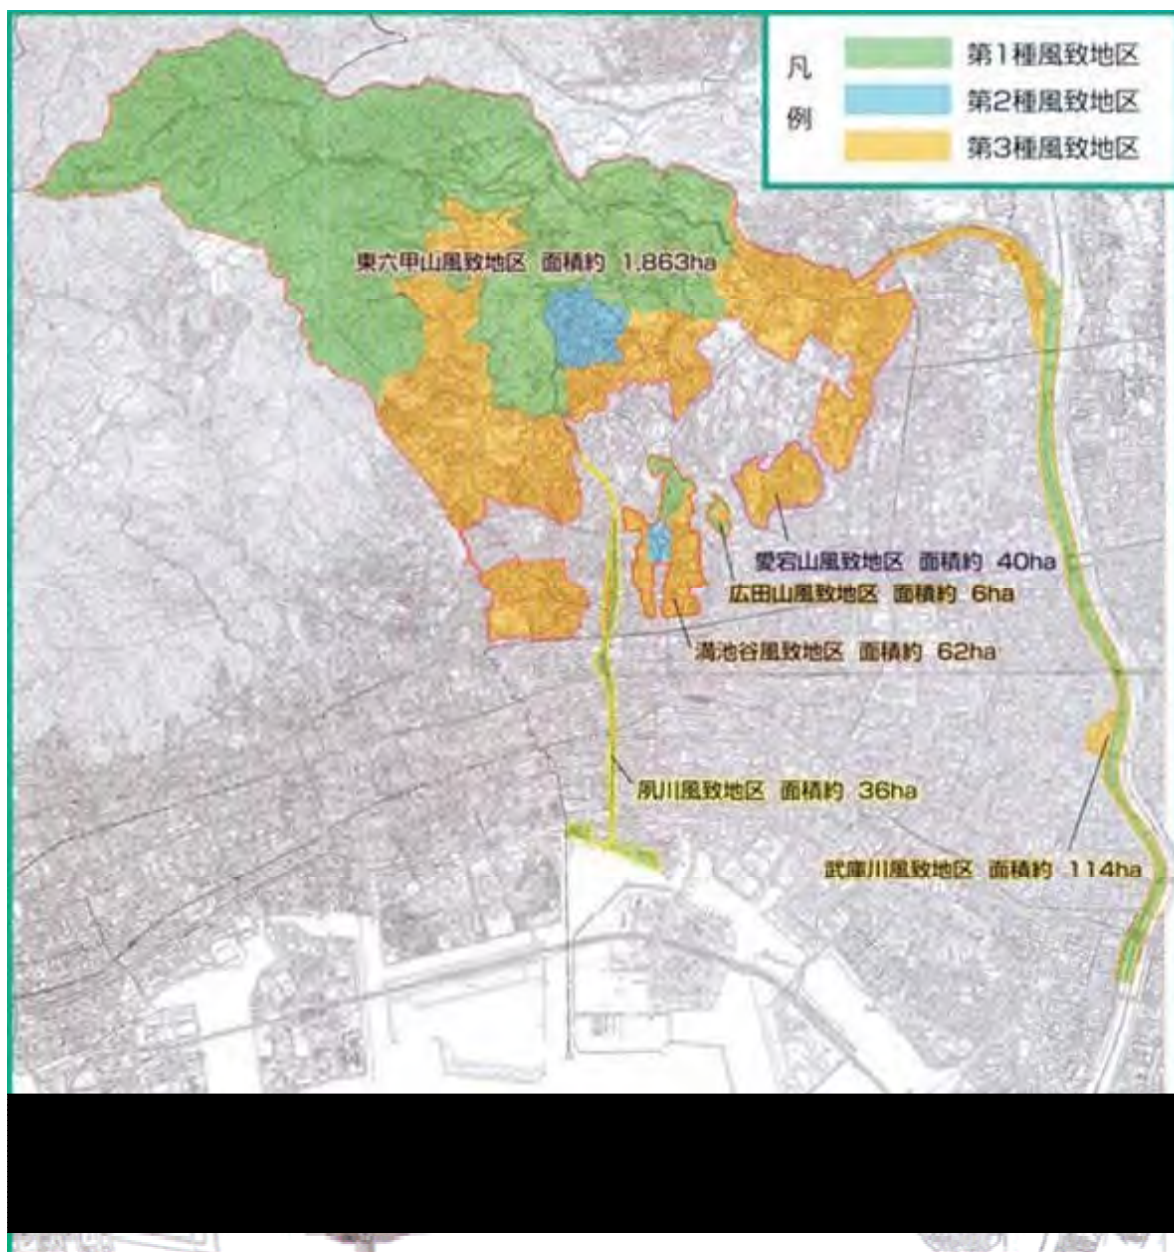 凡例
第1種風致地区
第2種風致地区
第3種風致地区
東六甲山風致地区 面積約 1,863ha
愛宕山風致地区 面積約 40ha
広田山風致地区 面積約 6ha
満池谷風致地区 面積約 62ha
夙川風致地区 面積約 36ha
武庫川風致地区 面積約 114ha